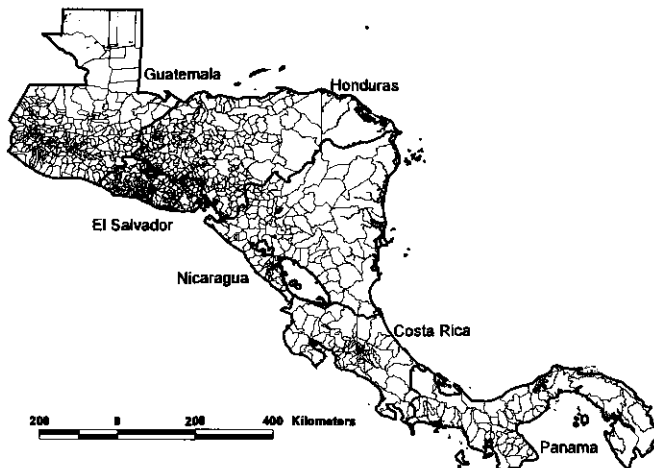 Guatemala
Honduras
El Salvador
Nicaragua
Costa Rica
200 0 200 400 Kilometers
Panama